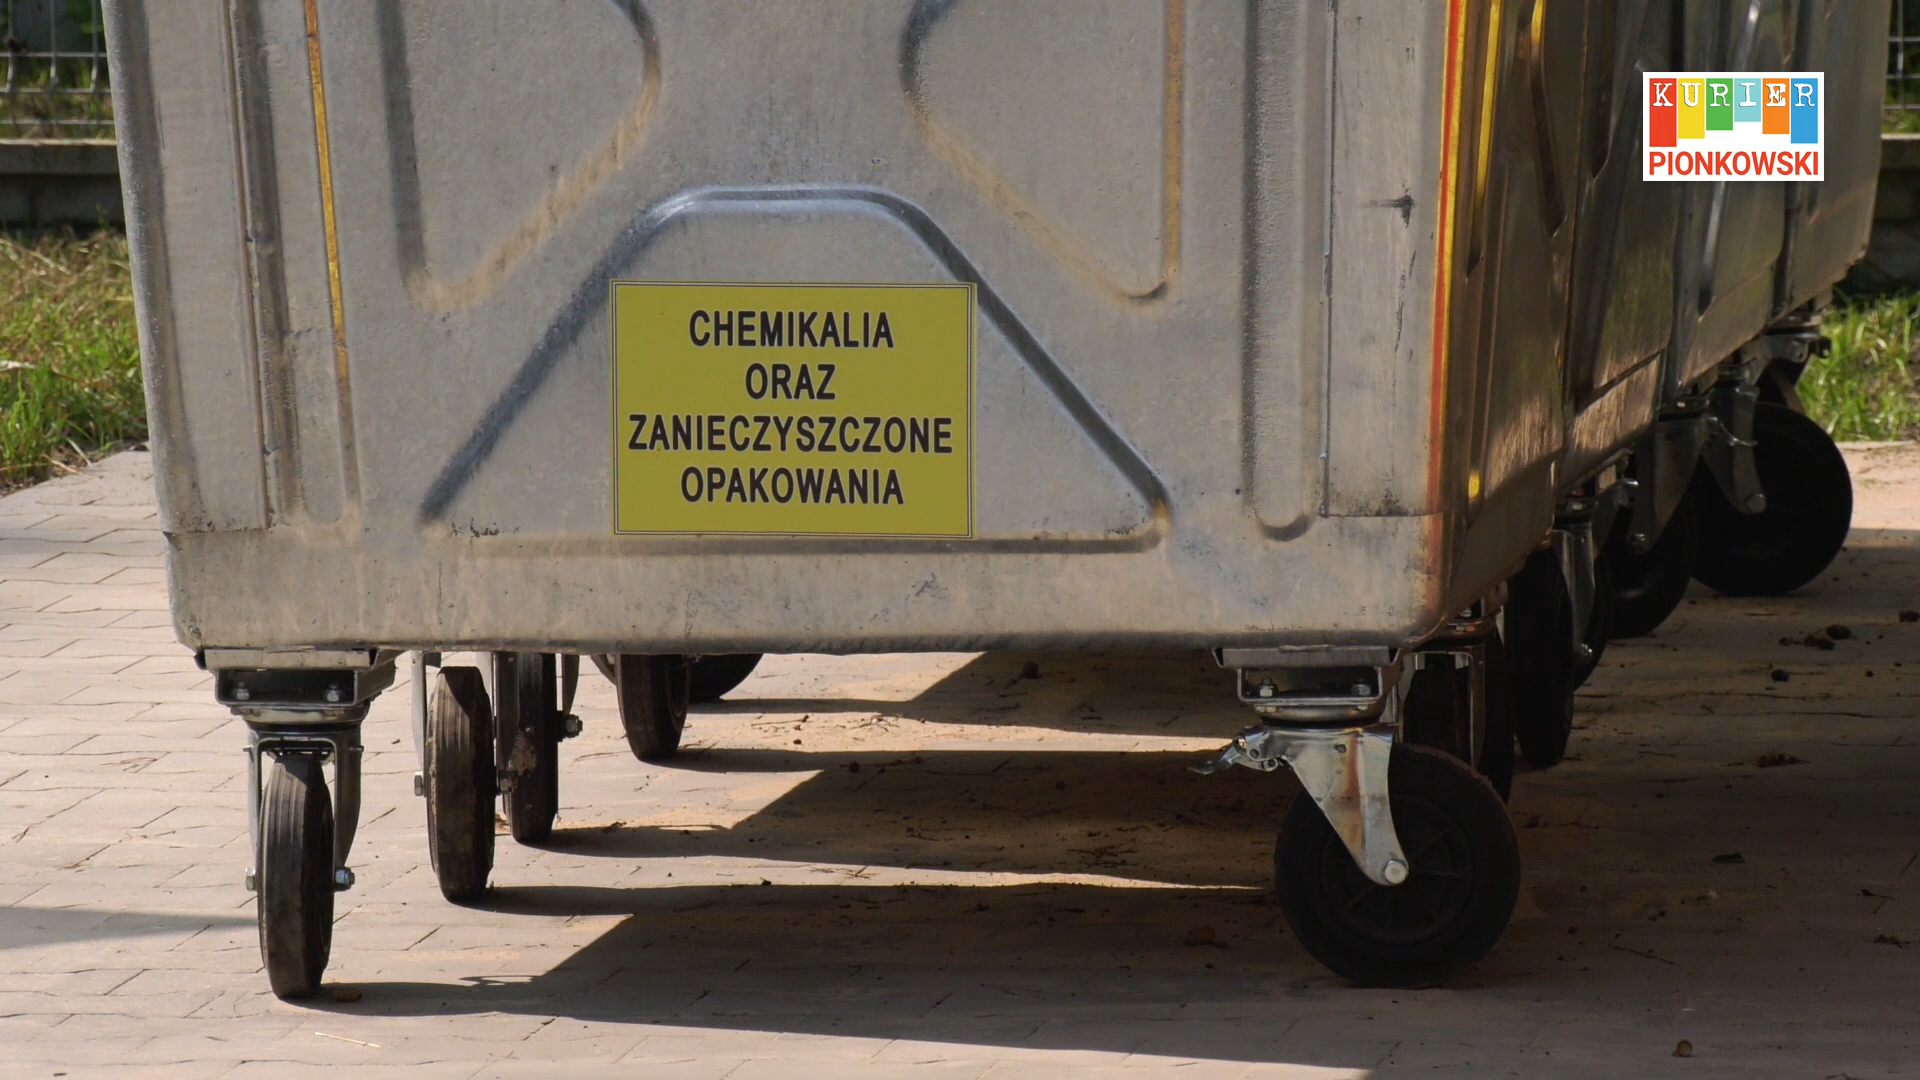 KURIER
PIONKOWSKI
CHEMIKALIA
ORAZ
ZANIECZYSZCZONE
OPAKOWANIA